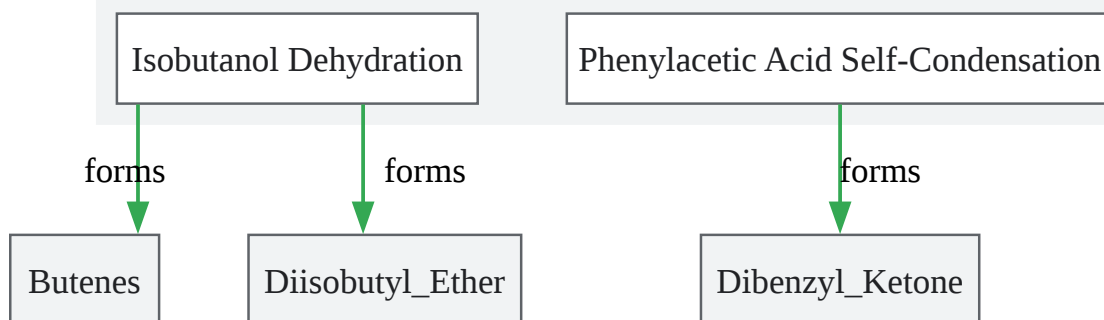 Isobutanol Dehydration
Phenylacetic Acid Self-Condensation
forms
forms
forms
Butenes
Diisobutyl_Ether
Dibenzyl_Ketone